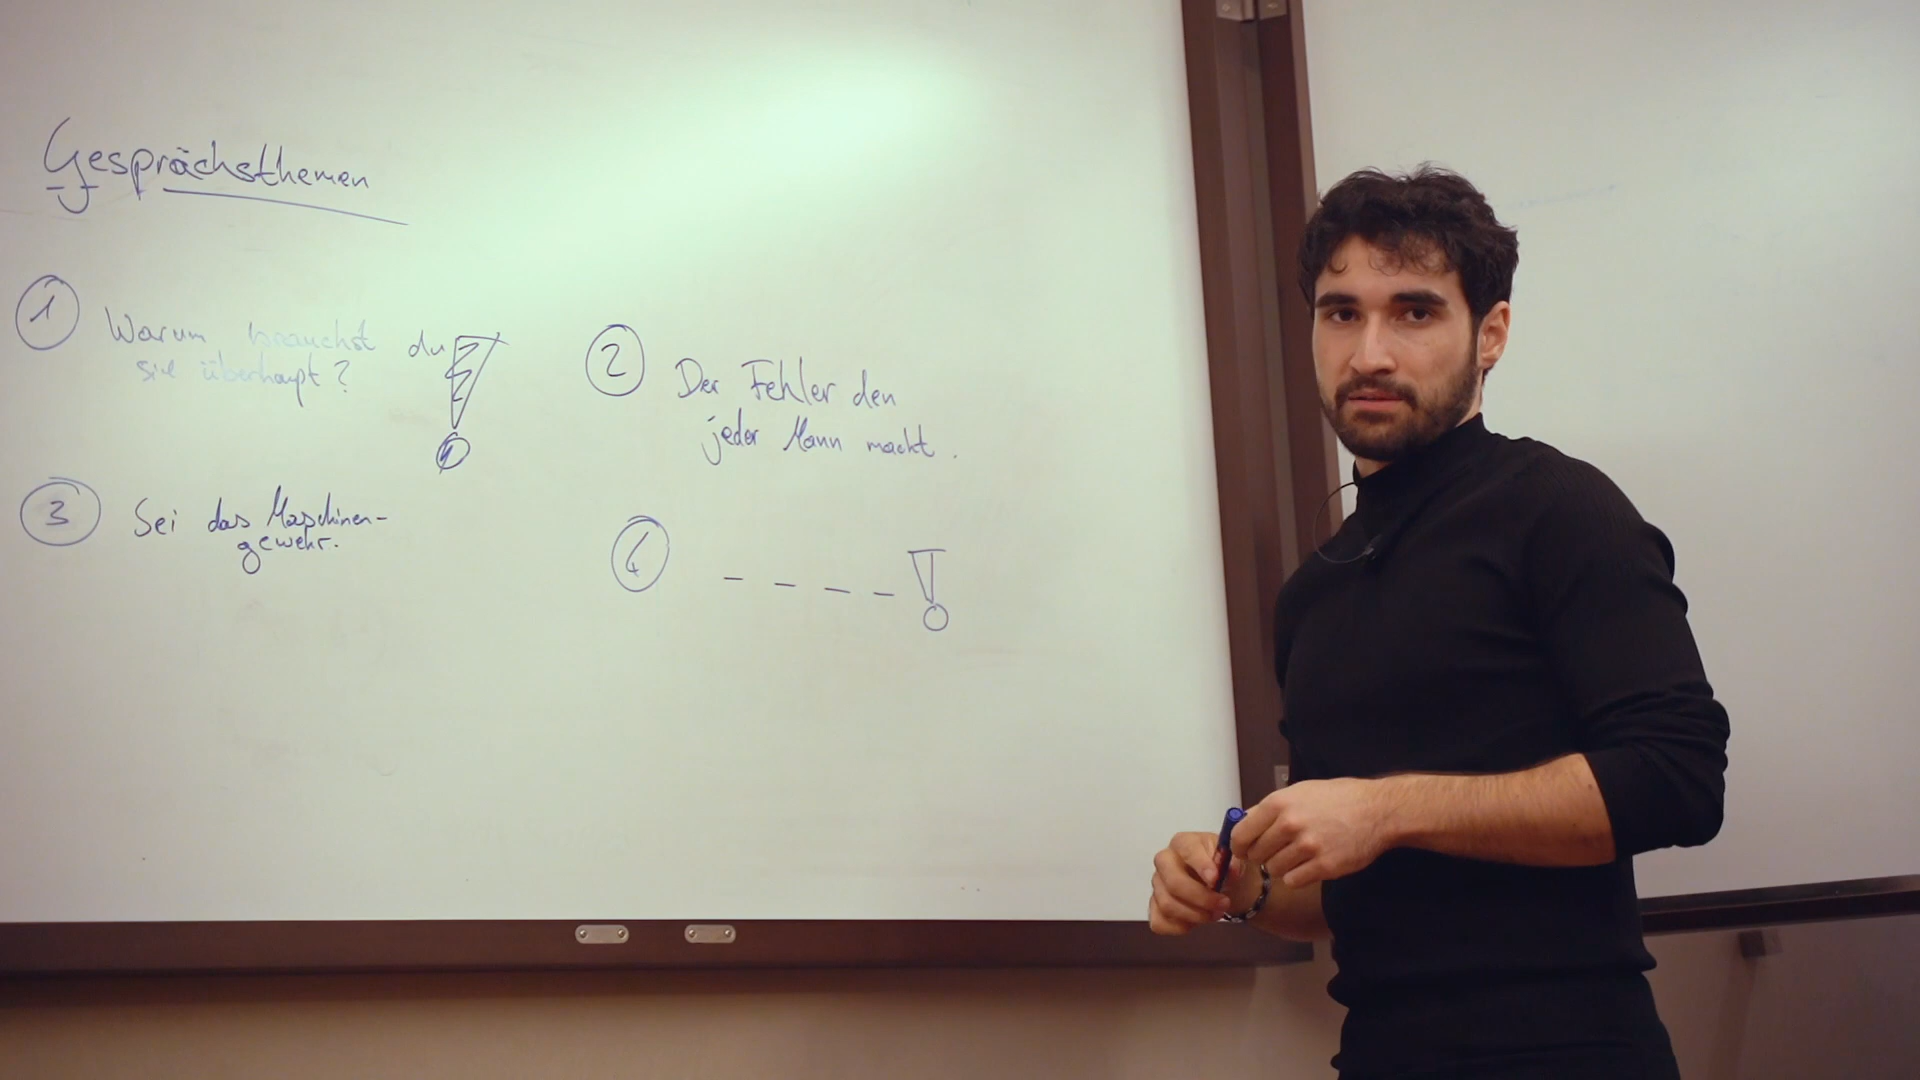 Gesprächsthemen
1 Warum brauchst du
sie überhaupt?
!
2 Der Fehler den
jeder Mann macht.
3 Sei das Maschinen-
gewehr.
4 _ _ _ _ !